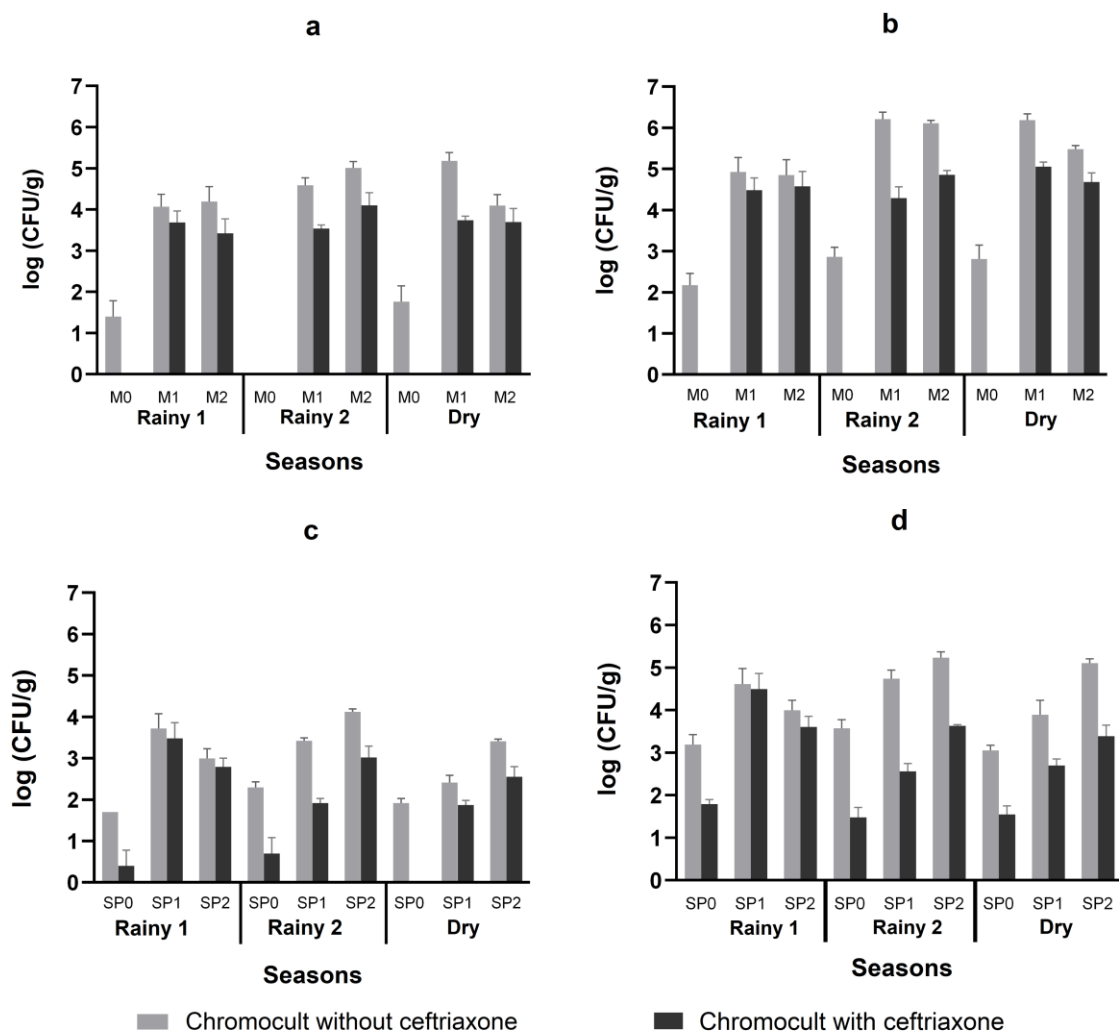 a
7
6
5
4
3
2
1
0
log (CFU/g)
M0 M1 M2 M0 M1 M2 M0 M1 M2
Rainy 1 Rainy 2 Dry
Seasons
b
7
6
5
4
3
2
1
0
log (CFU/g)
M0 M1 M2 M0 M1 M2 M0 M1 M2
Rainy 1 Rainy 2 Dry
Seasons
c
7
6
5
4
3
2
1
0
log (CFU/g)
SP0 SP1 SP2 SP0 SP1 SP2 SP0 SP1 SP2
Rainy 1 Rainy 2 Dry
Seasons
d
7
6
5
4
3
2
1
0
log (CFU/g)
SP0 SP1 SP2 SP0 SP1 SP2 SP0 SP1 SP2
Rainy 1 Rainy 2 Dry
Seasons
Chromocult without ceftriaxone
Chromocult with ceftriaxone